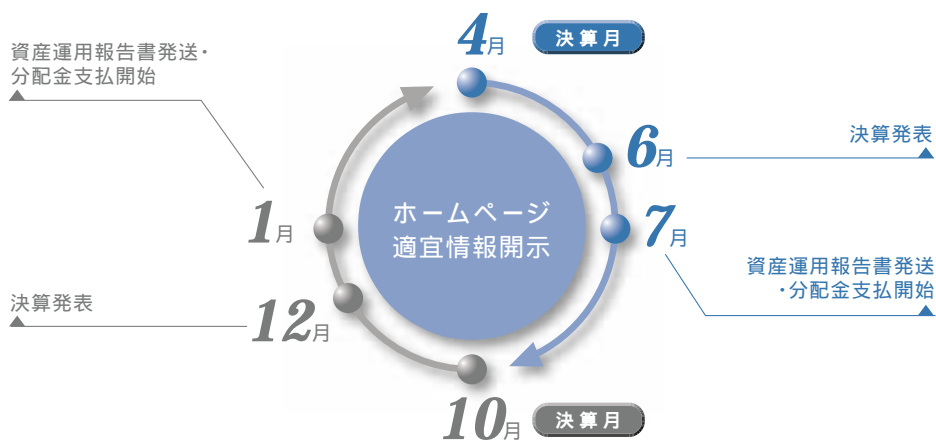 4月 決算月
資産運用報告書発送・
分配金支払開始
6月
決算発表
ホームページ
適宜情報開示
1月
7月
資産運用報告書発送
・分配金支払開始
決算発表
12月
10月 決算月